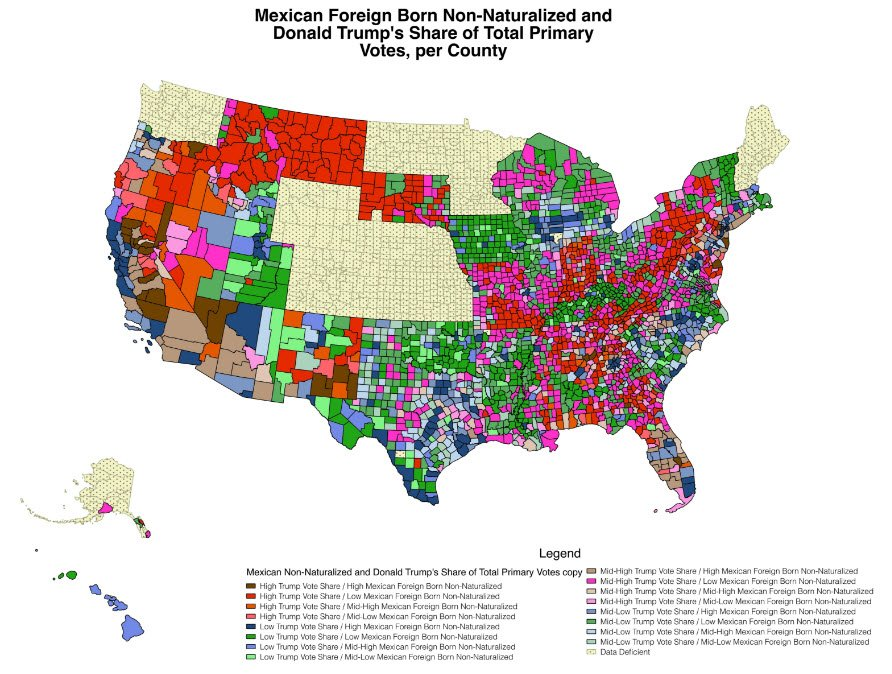 Mexican Foreign Born Non-Naturalized and
Donald Trump's Share of Total Primary
Votes, per County
Legend
Mexican Non-Naturalized and Donald Trump's Share of Total Primary Votes copy
High Trump Vote Share / High Mexican Foreign Born Non-Naturalized
High Trump Vote Share / Low Mexican Foreign Born Non-Naturalized
High Trump Vote Share / Mid-High Mexican Foreign Born Non-Naturalized
High Trump Vote Share / Mid-Low Mexican Foreign Born Non-Naturalized
Low Trump Vote Share / High Mexican Foreign Born Non-Naturalized
Low Trump Vote Share / Low Mexican Foreign Born Non-Naturalized
Low Trump Vote Share / Mid-High Mexican Foreign Born Non-Naturalized
Low Trump Vote Share / Mid-Low Mexican Foreign Born Non-Naturalized
Mid-High Trump Vote Share / High Mexican Foreign Born Non-Naturalized
Mid-High Trump Vote Share / Low Mexican Foreign Born Non-Naturalized
Mid-High Trump Vote Share / Mid-High Mexican Foreign Born Non-Naturalized
Mid-High Trump Vote Share / Mid-Low Mexican Foreign Born Non-Naturalized
Mid-Low Trump Vote Share / High Mexican Foreign Born Non-Naturalized
Mid-Low Trump Vote Share / Low Mexican Foreign Born Non-Naturalized
Mid-Low Trump Vote Share / Mid-High Mexican Foreign Born Non-Naturalized
Mid-Low Trump Vote Share / Mid-Low Mexican Foreign Born Non-Naturalized
Data Deficient